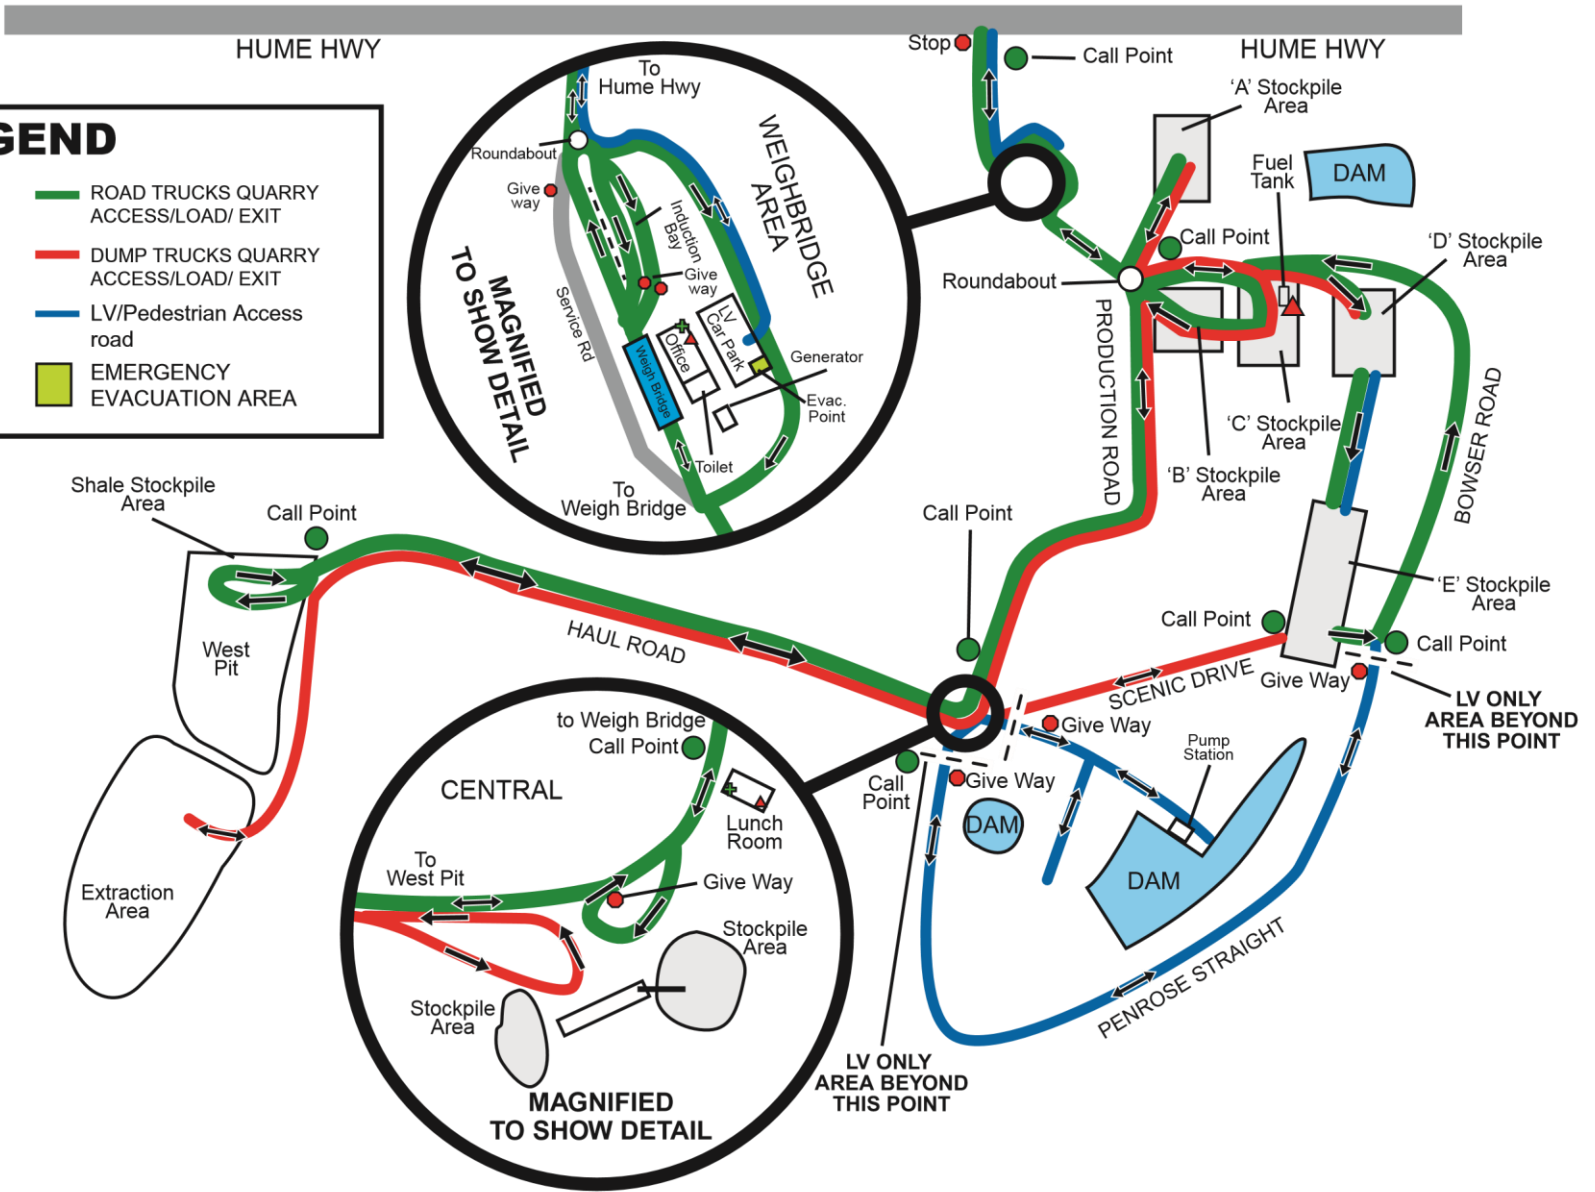 HUME HWY
HUME HWY
Stop
Call Point
'A' Stockpile
Area
Fuel
Tank
DAM
Call Point
'D' Stockpile
Area
Roundabout
PRODUCTION ROAD
'C' Stockpile
Area
'B' Stockpile
Area
BOWSER ROAD
'E' Stockpile
Area
Call Point
Call Point
Give Way
LV ONLY
AREA BEYOND
THIS POINT
SCENIC DRIVE
Call Point
GEND
ROAD TRUCKS QUARRY
ACCESS/LOAD/ EXIT
DUMP TRUCKS QUARRY
ACCESS/LOAD/ EXIT
LV/Pedestrian Access
road
EMERGENCY
EVACUATION AREA
To
Hume Hwy
Roundabout
Give
way
WEIGHBRIDGE
AREA
Induction
Bay
Give
way
MAGNIFIED
TO SHOW DETAIL
Service Rd
LV
Car Park
Office
Weigh Bridge
Generator
Evac.
Point
Toilet
To
Weigh Bridge
Shale Stockpile
Area
Call Point
West
Pit
HAUL ROAD
Extraction
Area
to Weigh Bridge
Call Point
CENTRAL
Lunch
Room
To
West Pit
Give Way
Stockpile
Area
Stockpile
Area
MAGNIFIED
TO SHOW DETAIL
Give Way
Pump
Station
Call
Point
Give Way
DAM
DAM
PENROSE STRAIGHT
LV ONLY
AREA BEYOND
THIS POINT